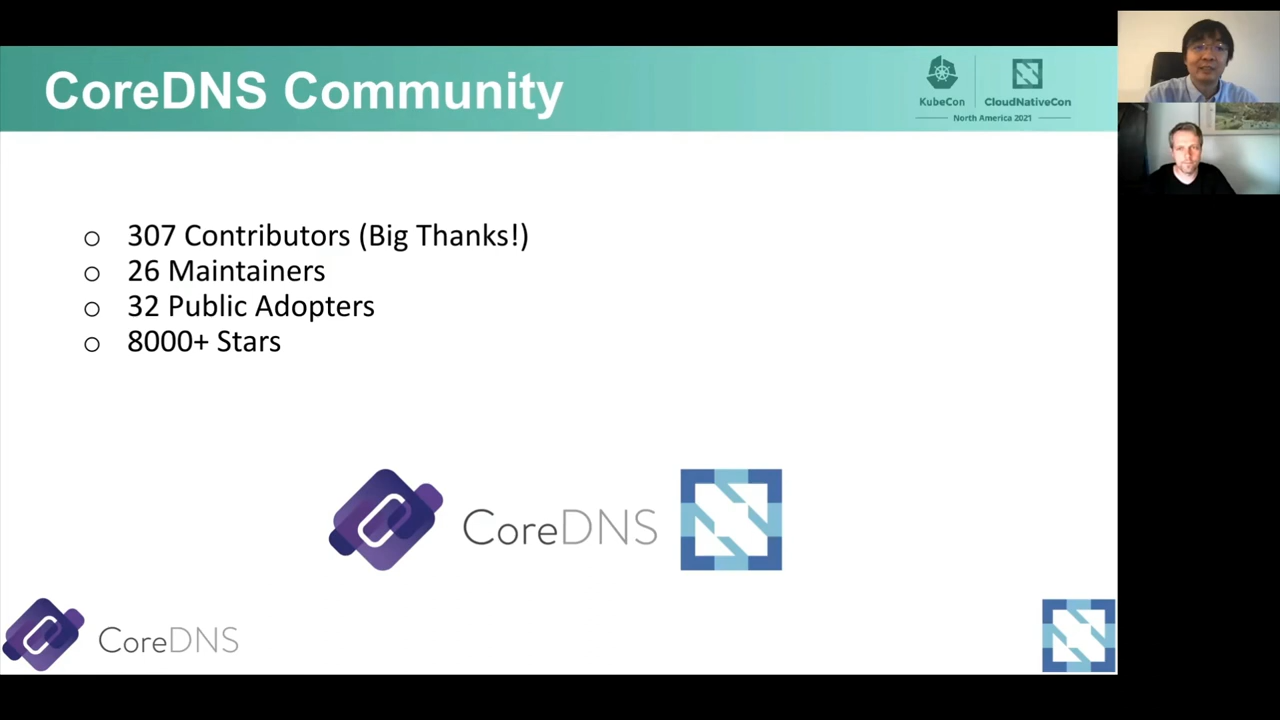 CoreDNS Community
KubeCon
CloudNativeCon
North America 2021
307 Contributors (Big Thanks!)
26 Maintainers
32 Public Adopters
8000+ Stars
CoreDNS
CoreDNS